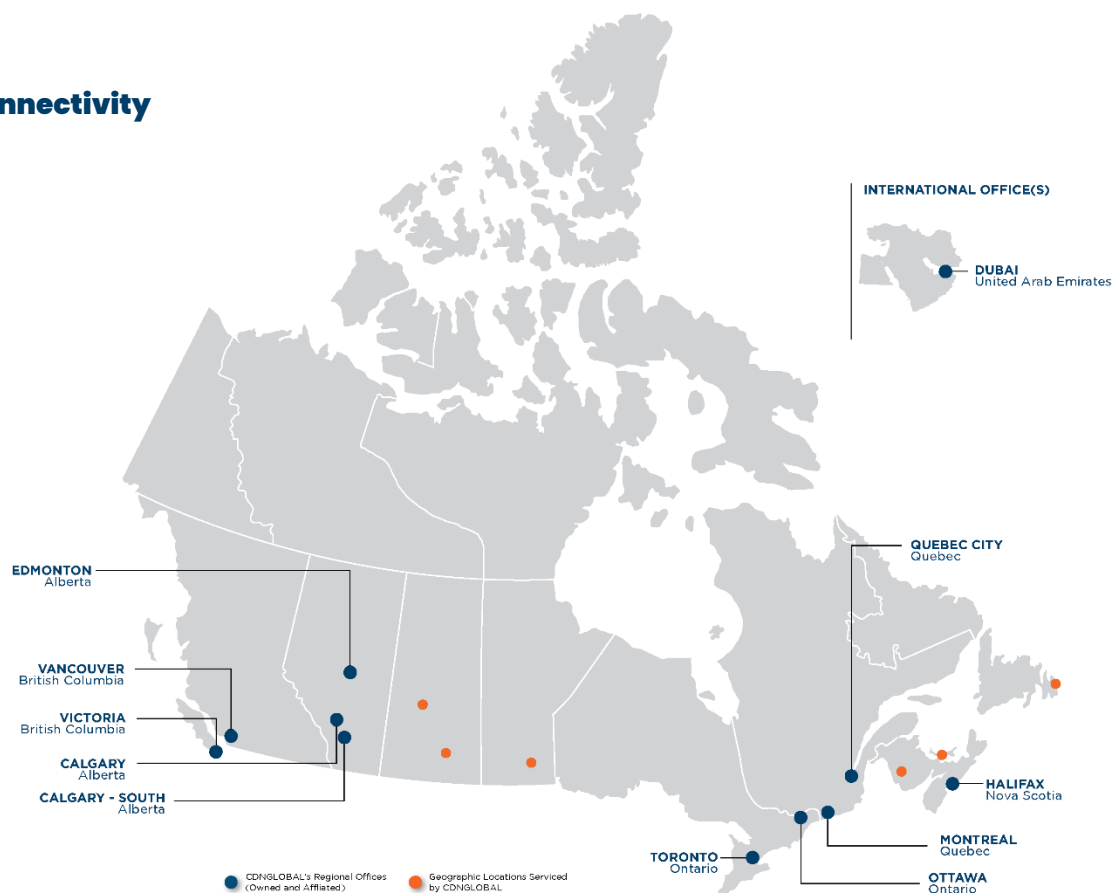 nnectivity
INTERNATIONAL OFFICE(S)
DUBAI
United Arab Emirates
QUEBEC CITY
Quebec
EDMONTON
Alberta
VANCOUVER
British Columbia
VICTORIA
British Columbia
CALGARY
Alberta
CALGARY - SOUTH
Alberta
HALIFAX
Nova Scotia
MONTREAL
Quebec
TORONTO
Ontario
OTTAWA
Ontario
CDNGLOBAL's Regional Offices
(Owned and Affliated)
Geographic Locations Serviced
by CDNGLOBAL